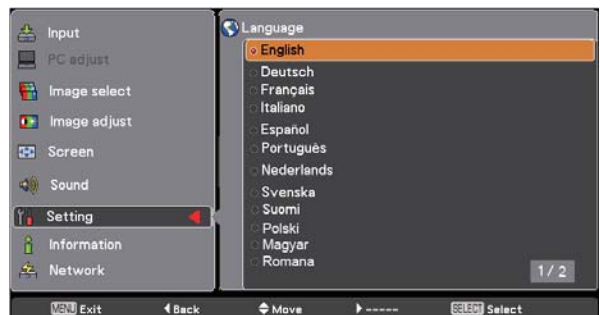 Input
PC adjust
Image select
Image adjust
Screen
Sound
Setting
Information
Network
Language
English
Deutsch
Français
Italiano
Español
Português
Nederlands
Svenska
Suomi
Polski
Magyar
Romana
1 / 2
MENU Exit
Back
Move
-----
SELECT Select